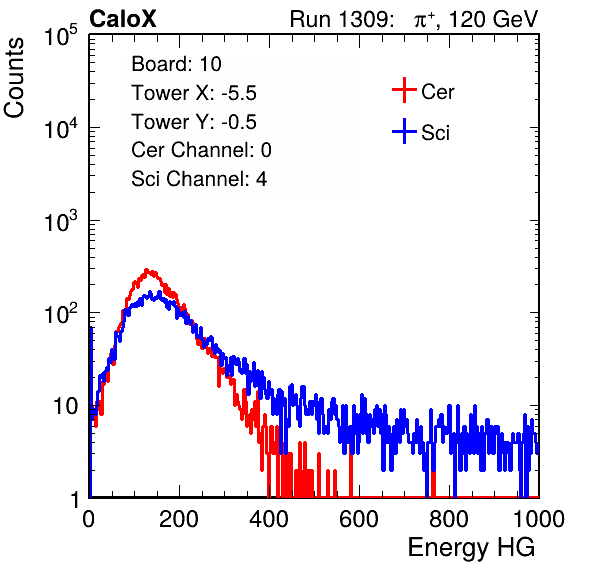 CaloX Run 1309: π⁺, 120 GeV
Board: 10
Tower X: -5.5
Tower Y: -0.5
Cer Channel: 0
Sci Channel: 4
Cer
Sci
Counts
10⁵
10⁴
10³
10²
10
1
0 200 400 600 800 1000
Energy HG